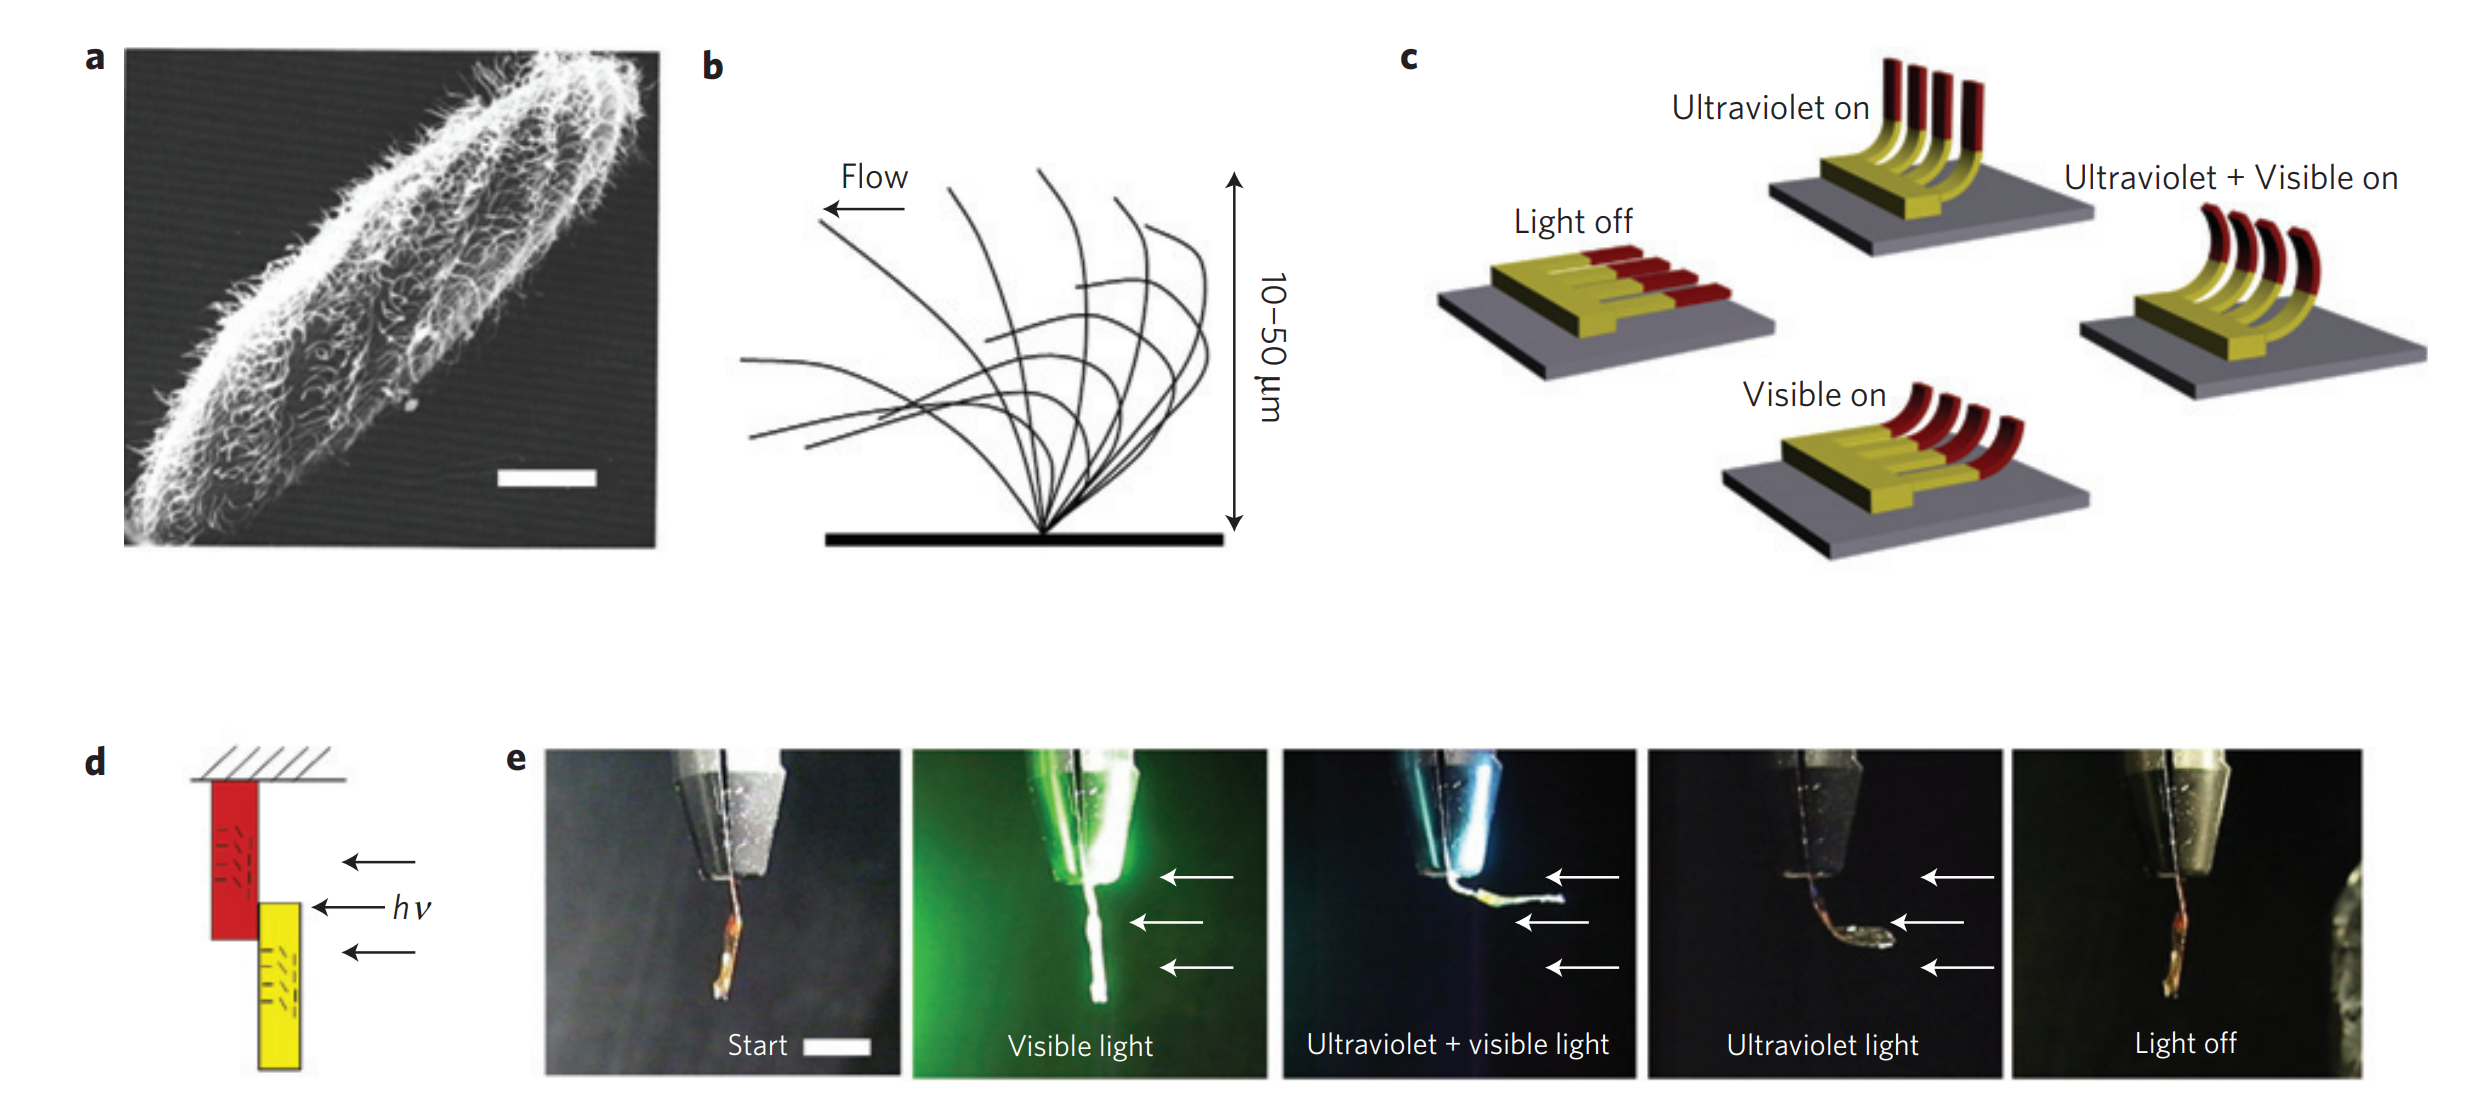 a
b
Flow
10–50 μm
c
Ultraviolet on
Ultraviolet + Visible on
Light off
Visible on
d
hν
e
Start
Visible light
Ultraviolet + visible light
Ultraviolet light
Light off